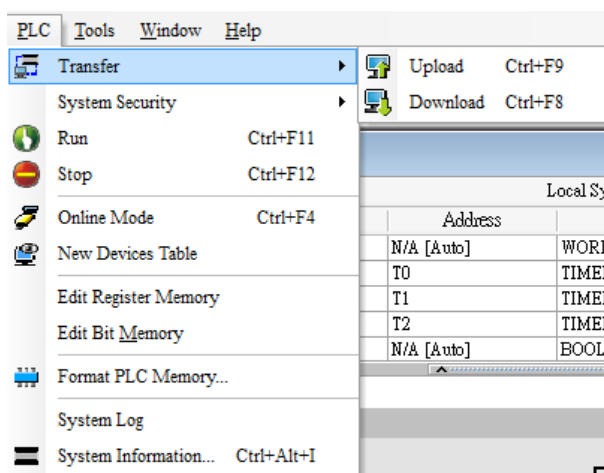 PLC Tools Window Help
Transfer
Upload Ctrl+F9
System Security
Download Ctrl+F8
Run Ctrl+F11
Stop Ctrl+F12
Local Sy
Online Mode Ctrl+F4
Address
New Devices Table
N/A [Auto]
T0 TIME
Edit Register Memory
T1 TIME
Edit Bit Memory
T2 TIME
N/A [Auto] BOOL
Format PLC Memory...
System Log
System Information... Ctrl+Alt+I